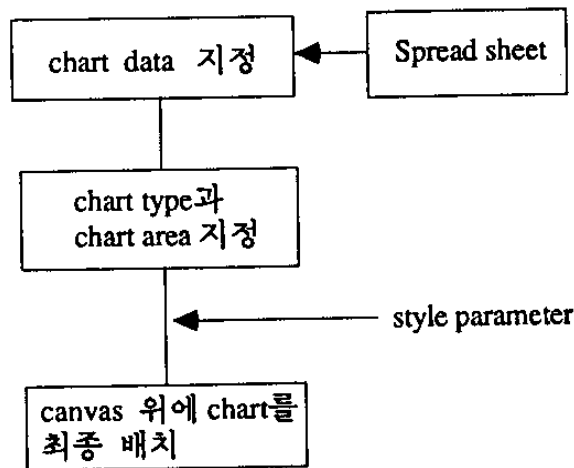 chart data 지정
Spread sheet
chart type과
chart area 지정
style parameter
canvas 위에 chart를
최종 배치